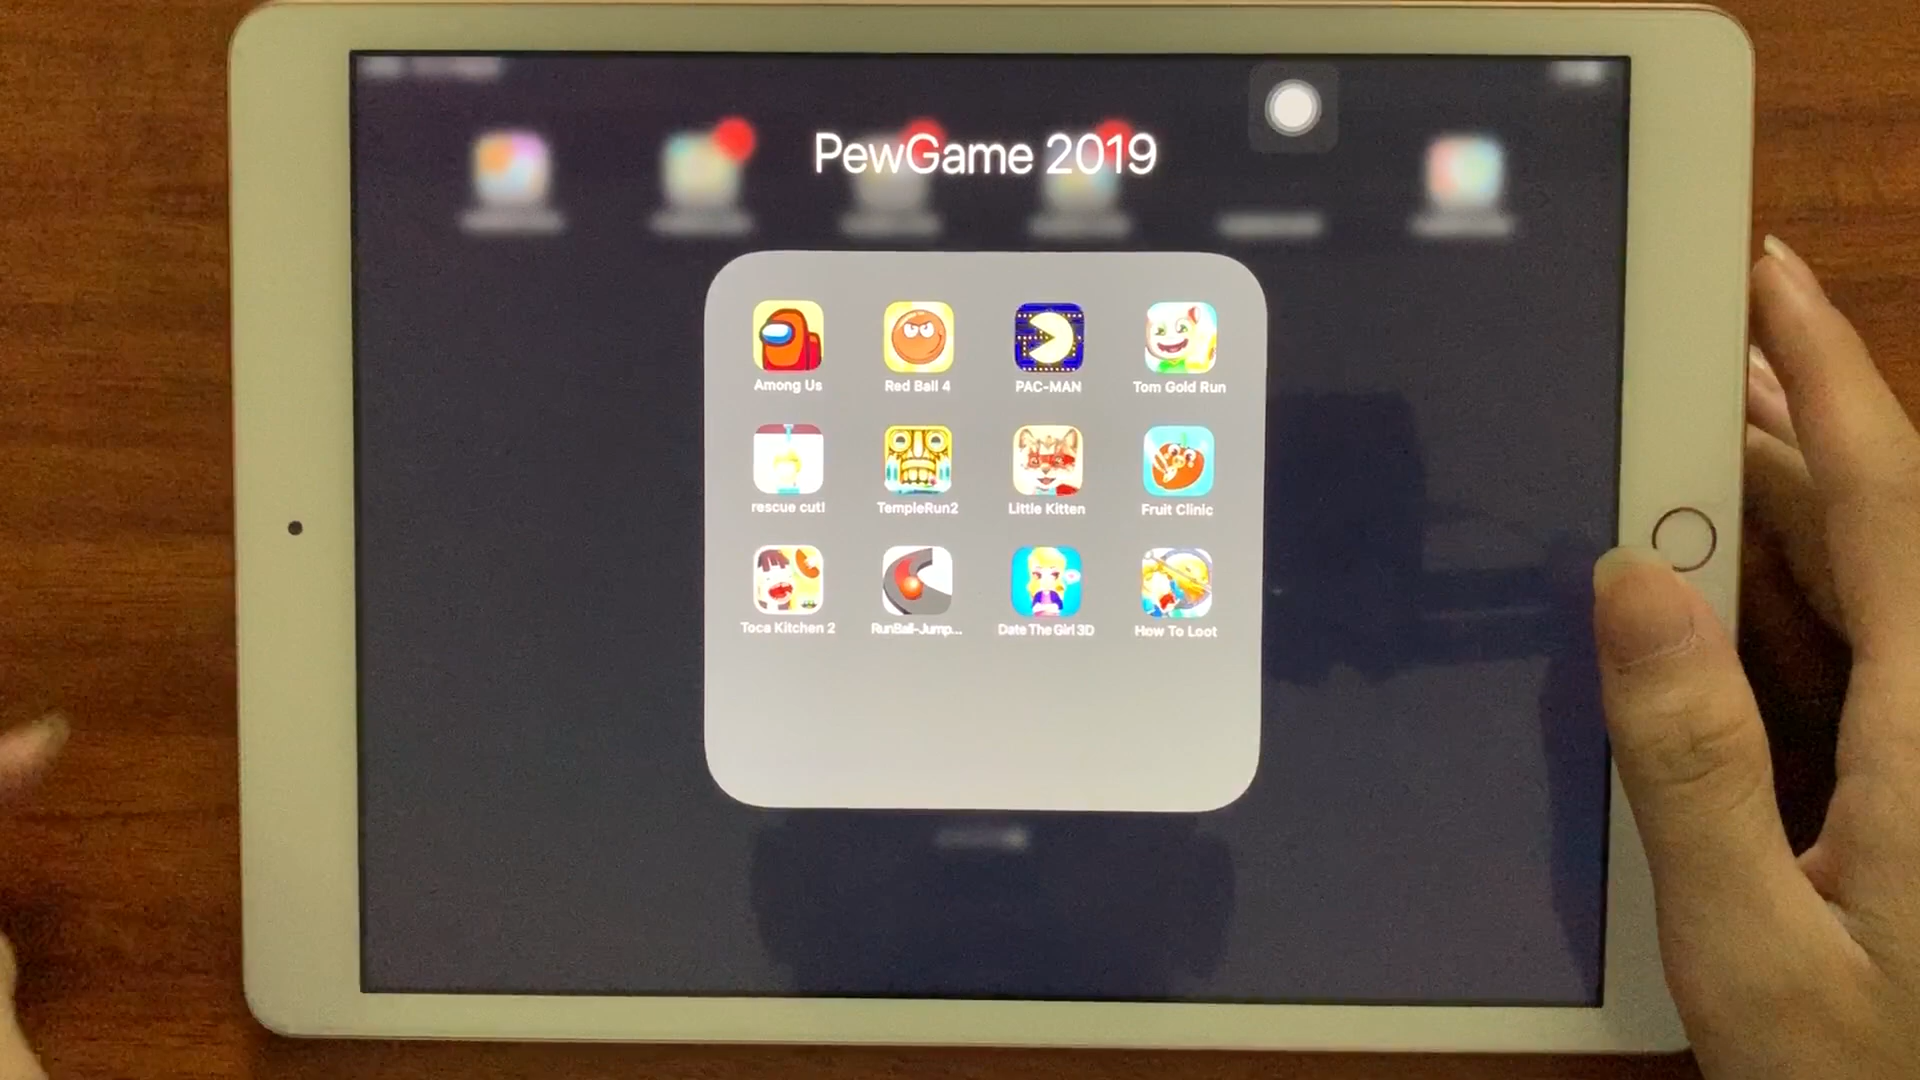 PewGame 2019
Among Us
Red Ball 4
PAC-MAN
Tom Gold Run
rescue cut!
TempleRun2
Little Kitten
Fruit Clinic
Toca Kitchen 2
RunBall-Jump...
Date The Girl 3D
How To Loot